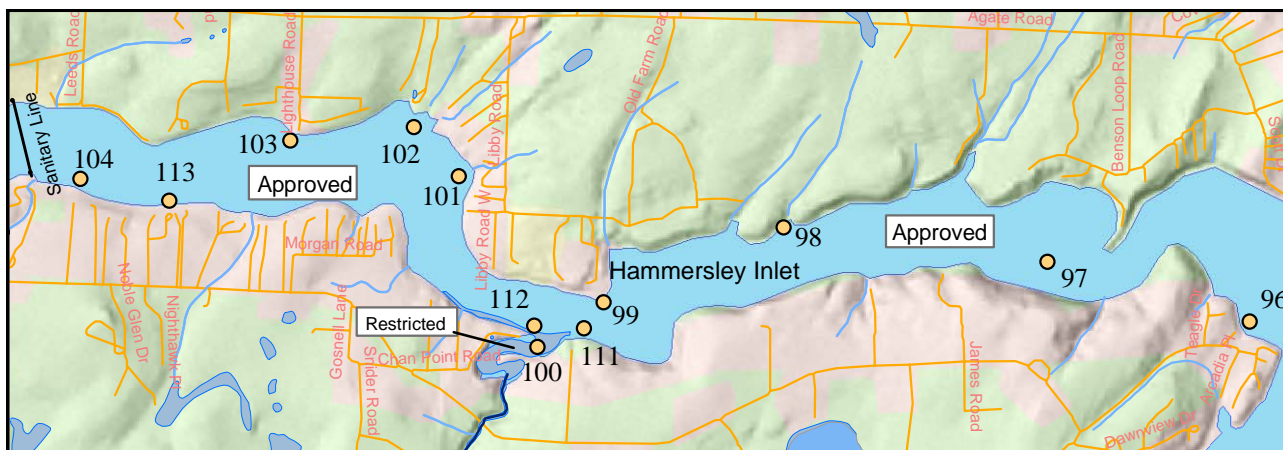 Agate Road
Leeds Road
Lighthouse Road
Old Farm Road
Benson Loop Road
Libby Road
Sanitary Line
104
113
103
102
101
Approved
Libby Road W
Morgan Road
98
Approved
97
96
Hammersley Inlet
99
112
111
100
Restricted
Chan Point Road
Noble Glen Dr
Nighthawk Pl
Gosnell Lane
Snider Road
James Road
Teagle Dr
Arcadia Pl
Dawnview Dr